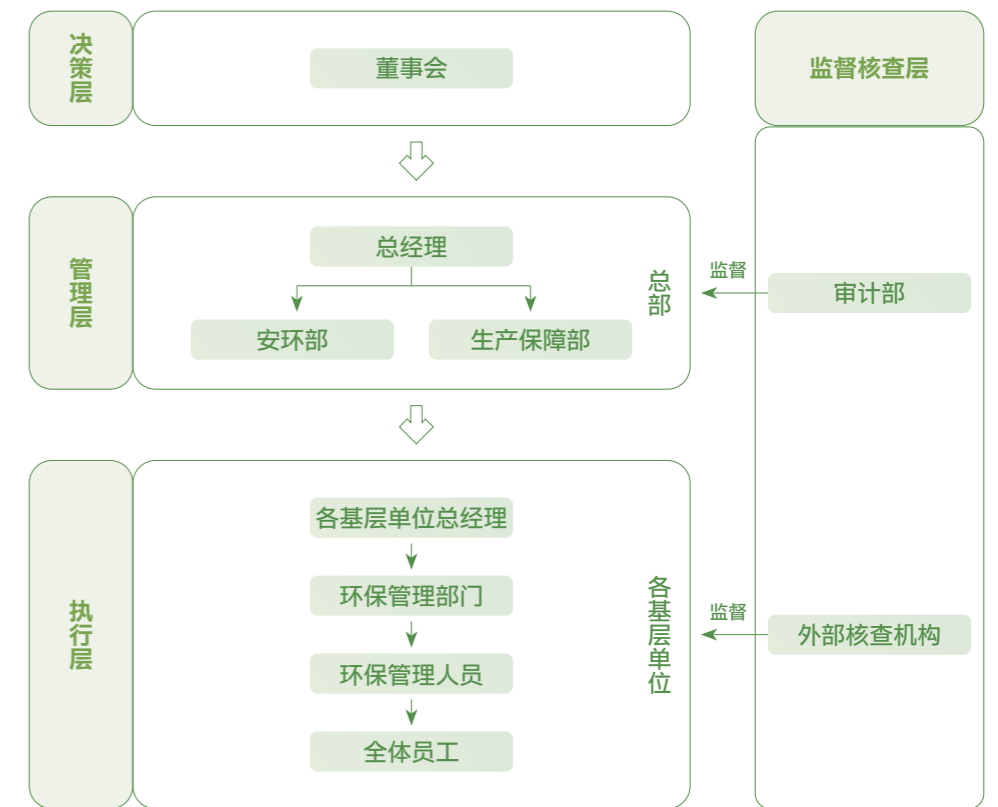 决策层
董事会
监督核查层
管理层
总经理
安环部
生产保障部
总部
监督
审计部
执行层
各基层单位总经理
环保管理部门
环保管理人员
全体员工
各基层单位
监督
外部核查机构